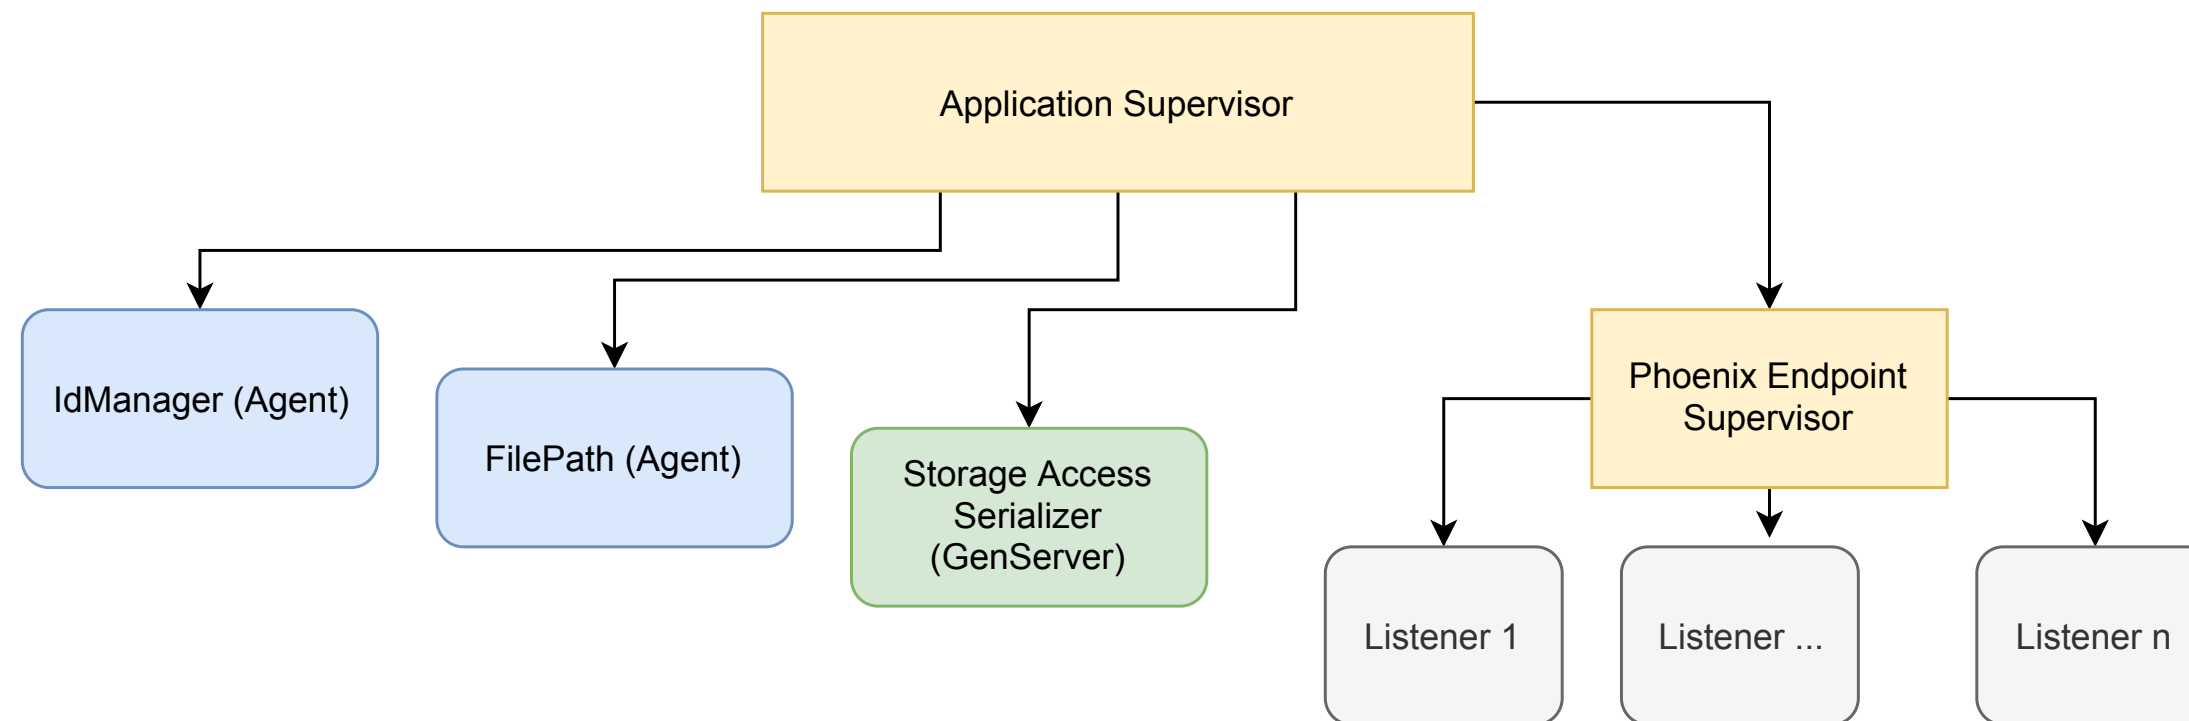 Application Supervisor
IdManager (Agent)
FilePath (Agent)
Storage Access
Serializer
(GenServer)
Phoenix Endpoint
Supervisor
Listener 1
Listener ...
Listener n